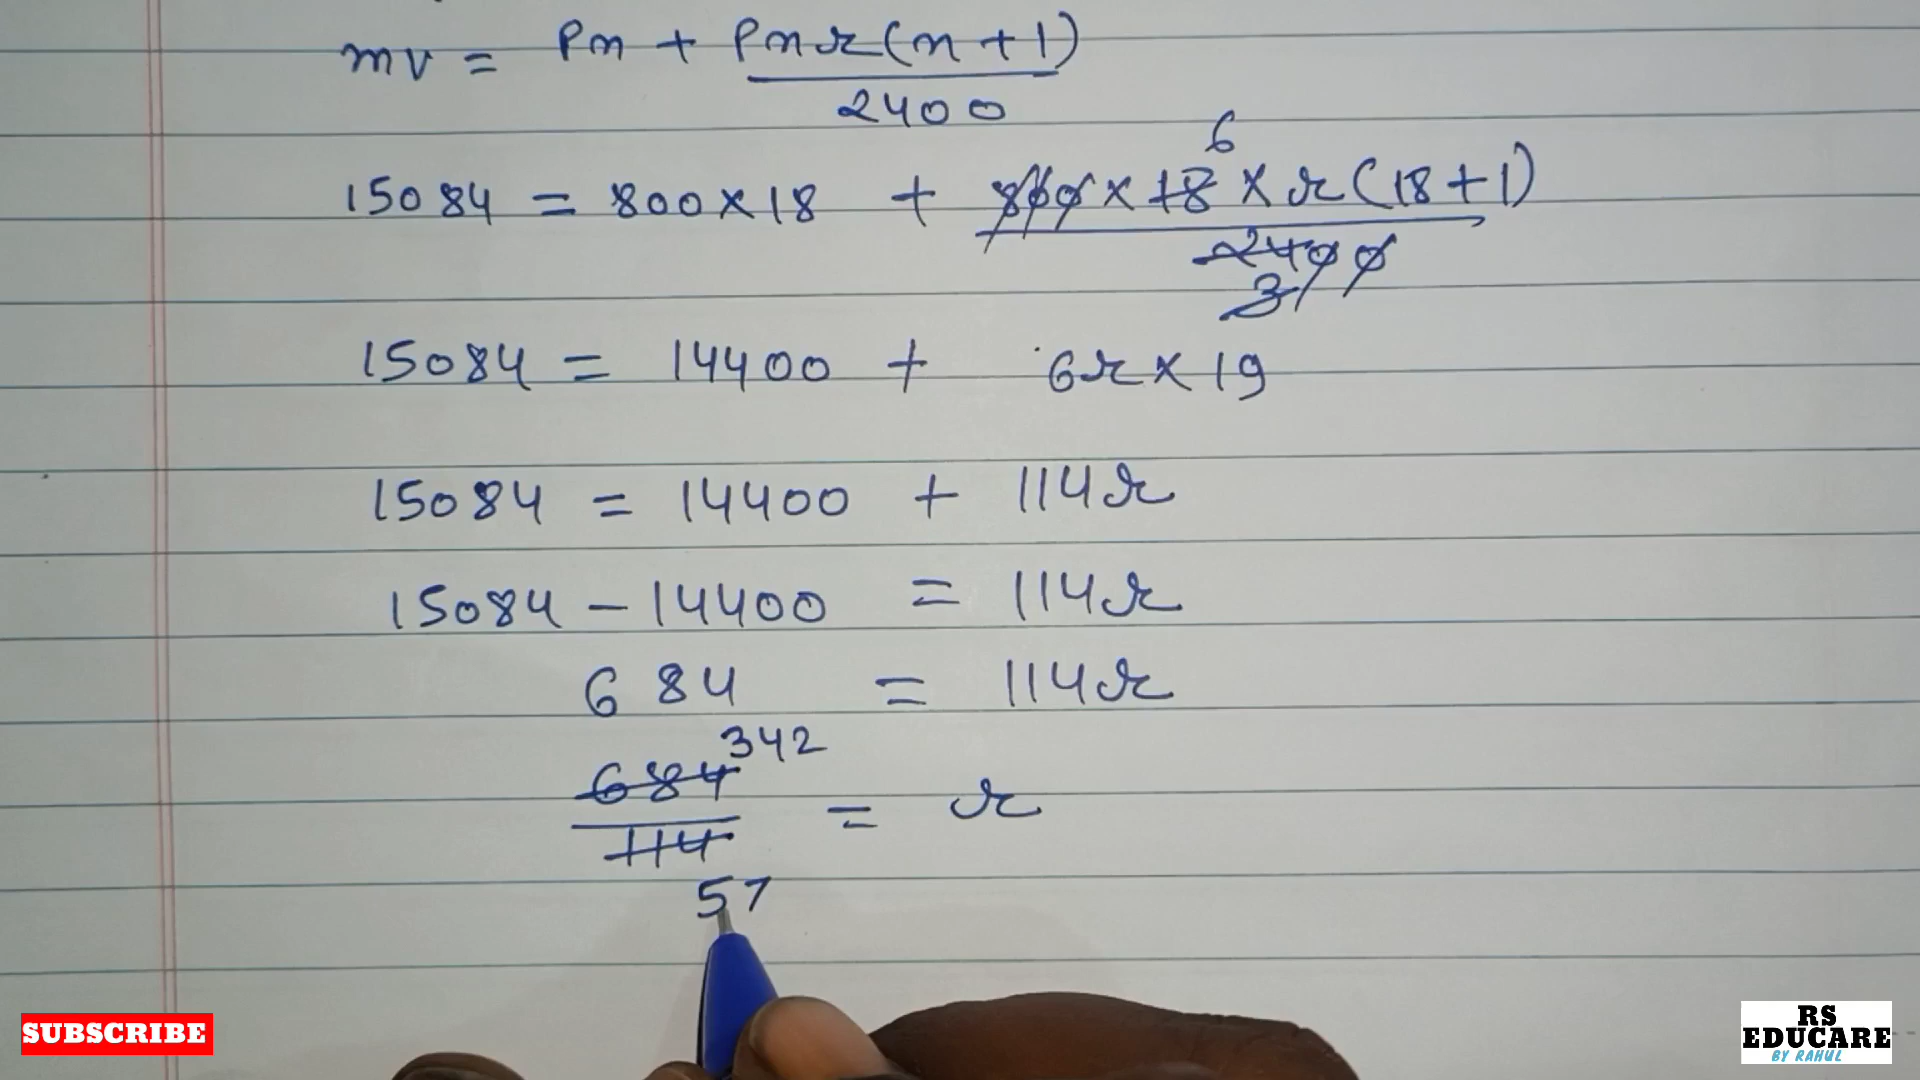 mv = Pn + Pnr(n+1)
2400
6
15084 = 800×18 + 800×18×r(18+1)
2400
3
15084 = 14400 + 6r×19
15084 = 14400 + 114r
15084 - 14400 = 114r
684 = 114r
342
684 = r
114
57
SUBSCRIBE
RS
EDUCARE
BY RAHUL